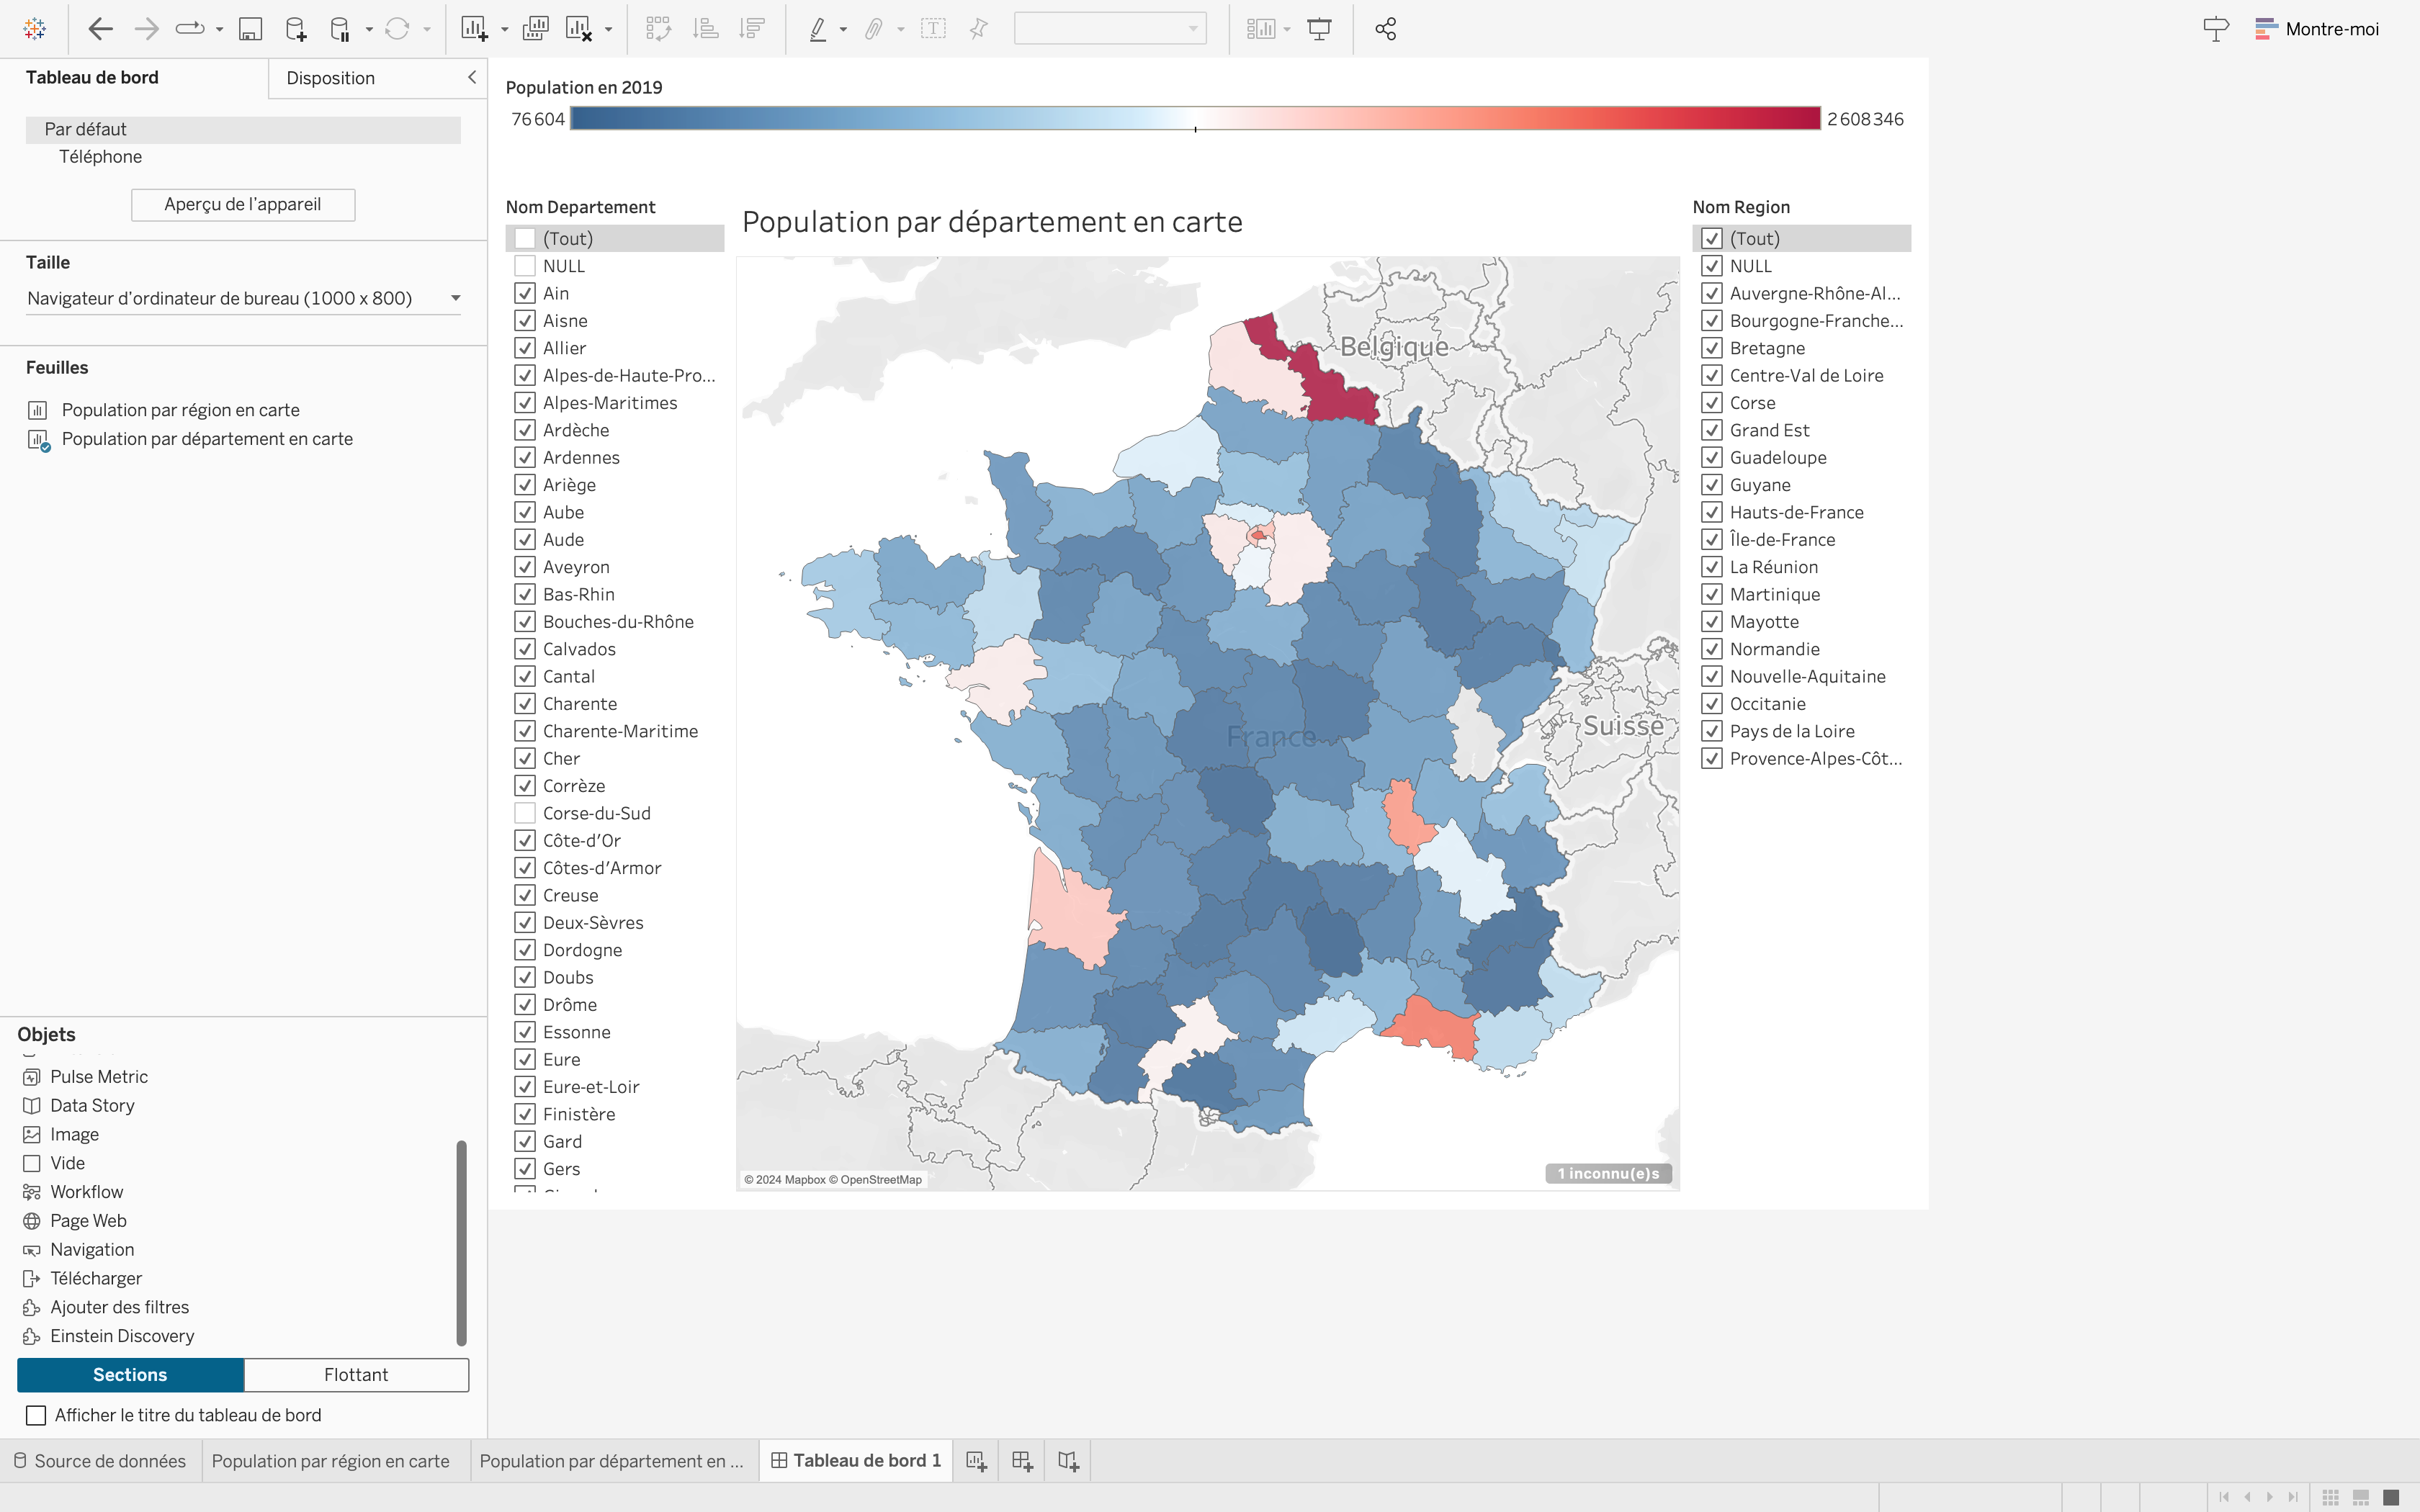 Montre-moi
Tableau de bord
Disposition
Par défaut
Téléphone
Aperçu de l'appareil
Taille
Navigateur d'ordinateur de bureau (1000 x 800)
Feuilles
Population par région en carte
Population par département en carte
Objets
Pulse Metric
Data Story
Image
Vide
Workflow
Page Web
Navigation
Télécharger
Ajouter des filtres
Einstein Discovery
Sections
Flottant
Afficher le titre du tableau de bord
Population en 2019
76 604
2 608 346
Nom Departement
(Tout)
NULL
Ain
Aisne
Allier
Alpes-de-Haute-Pro...
Alpes-Maritimes
Ardèche
Ardennes
Ariège
Aube
Aude
Aveyron
Bas-Rhin
Bouches-du-Rhône
Calvados
Cantal
Charente
Charente-Maritime
Cher
Corrèze
Corse-du-Sud
Côte-d'Or
Côtes-d'Armor
Creuse
Deux-Sèvres
Dordogne
Doubs
Drôme
Essonne
Eure
Eure-et-Loir
Finistère
Gard
Gers
Population par département en carte
Belgique
France
Suisse
© 2024 Mapbox © OpenStreetMap
1 inconnu(e)s
Nom Region
(Tout)
NULL
Auvergne-Rhône-Al...
Bourgogne-Franche...
Bretagne
Centre-Val de Loire
Corse
Grand Est
Guadeloupe
Guyane
Hauts-de-France
Île-de-France
La Réunion
Martinique
Mayotte
Normandie
Nouvelle-Aquitaine
Occitanie
Pays de la Loire
Provence-Alpes-Côt...
Source de données
Population par région en carte
Population par département en ...
Tableau de bord 1